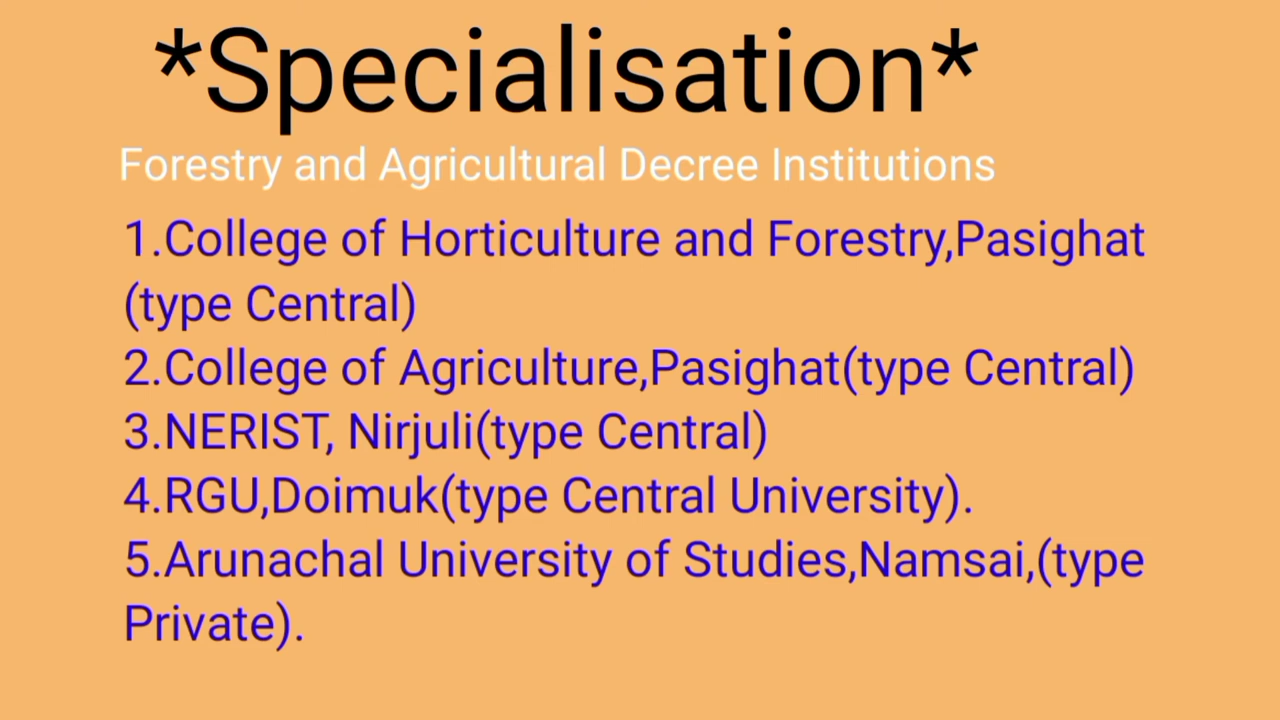 *Specialisation*
Forestry and Agricultural Decree Institutions
1.College of Horticulture and Forestry,Pasighat
(type Central)
2.College of Agriculture,Pasighat(type Central)
3.NERIST, Nirjuli(type Central)
4.RGU,Doimuk(type Central University).
5.Arunachal University of Studies,Namsai,(type
Private).